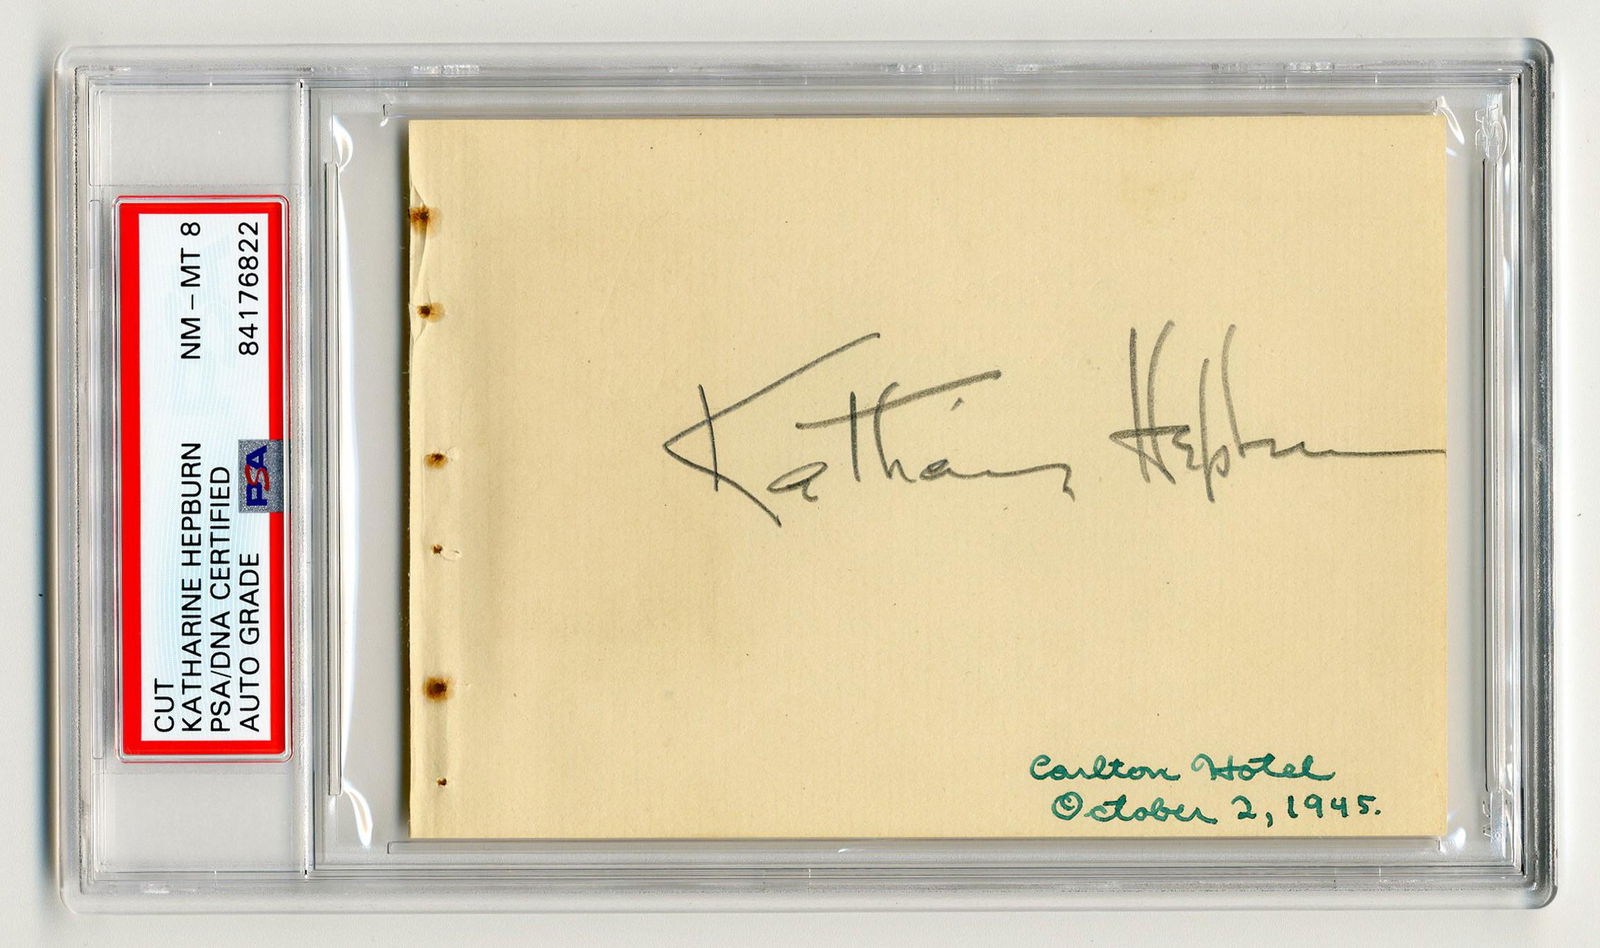 CUT
KATHARINE HEPBURN NM - MT 8
PSA/DNA CERTIFIED
AUTO GRADE 84176822
PSA
Katharine Hepburn
Carlton Hotel
October 2, 1945.